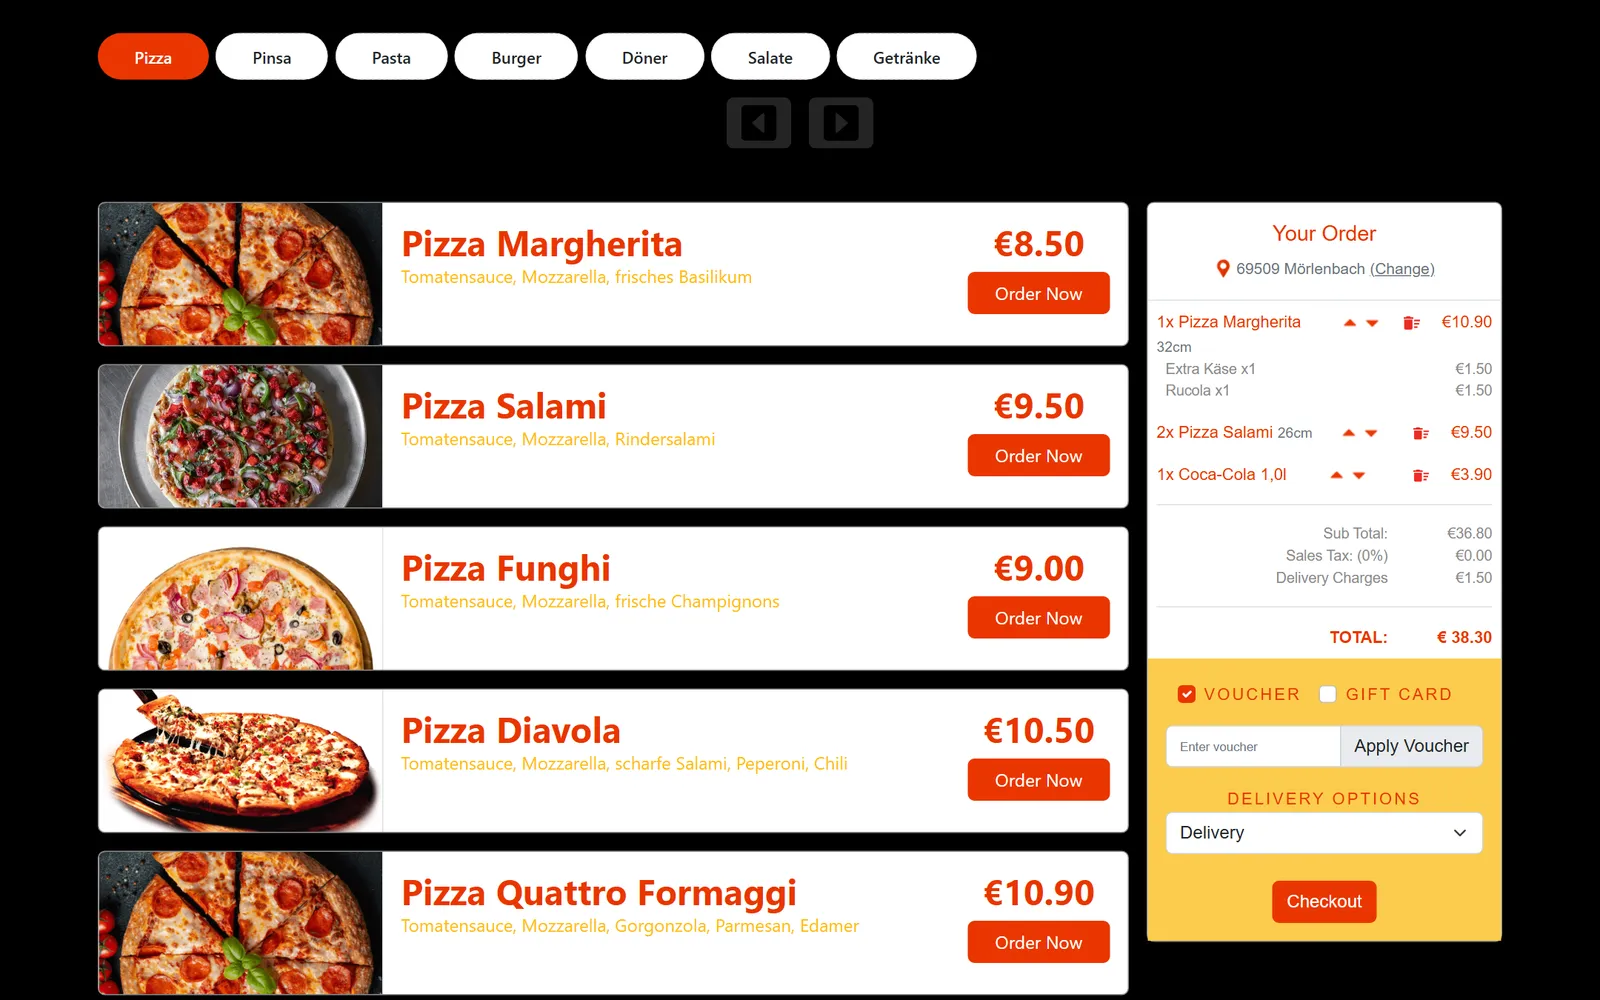 Pizza
Pinsa
Pasta
Burger
Döner
Salate
Getränke
Pizza Margherita
€8.50
Tomatensauce, Mozzarella, frisches Basilikum
Order Now
Pizza Salami
€9.50
Tomatensauce, Mozzarella, Rindersalami
Order Now
Pizza Funghi
€9.00
Tomatensauce, Mozzarella, frische Champignons
Order Now
Pizza Diavola
€10.50
Tomatensauce, Mozzarella, scharfe Salami, Peperoni, Chili
Order Now
Pizza Quattro Formaggi
€10.90
Tomatensauce, Mozzarella, Gorgonzola, Parmesan, Edamer
Order Now
Your Order
69509 Mörlenbach (Change)
1x Pizza Margherita €10.90
32cm
Extra Käse x1 €1.50
Rucola x1 €1.50
2x Pizza Salami 26cm €9.50
1x Coca-Cola 1,0l €3.90
Sub Total: €36.80
Sales Tax: (0%) €0.00
Delivery Charges €1.50
TOTAL: € 38.30
VOUCHER GIFT CARD
Enter voucher Apply Voucher
DELIVERY OPTIONS
Delivery
Checkout